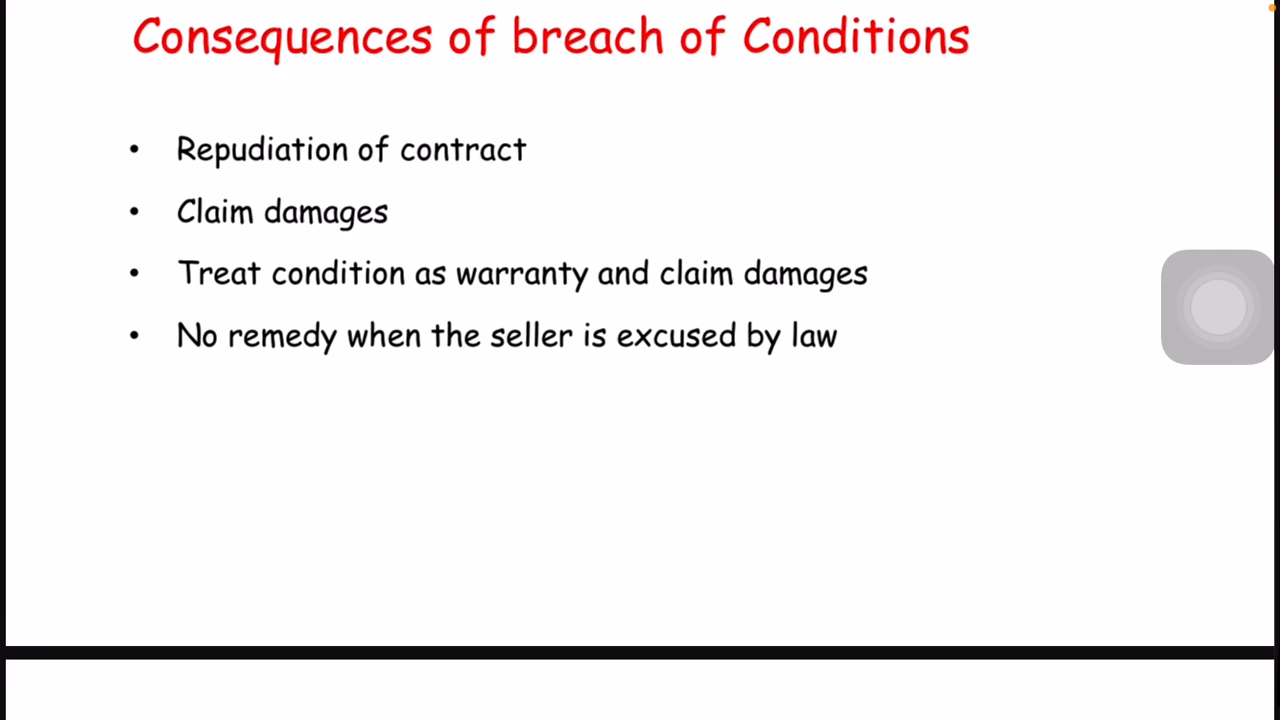 Consequences of breach of Conditions
• Repudiation of contract
• Claim damages
• Treat condition as warranty and claim damages
• No remedy when the seller is excused by law